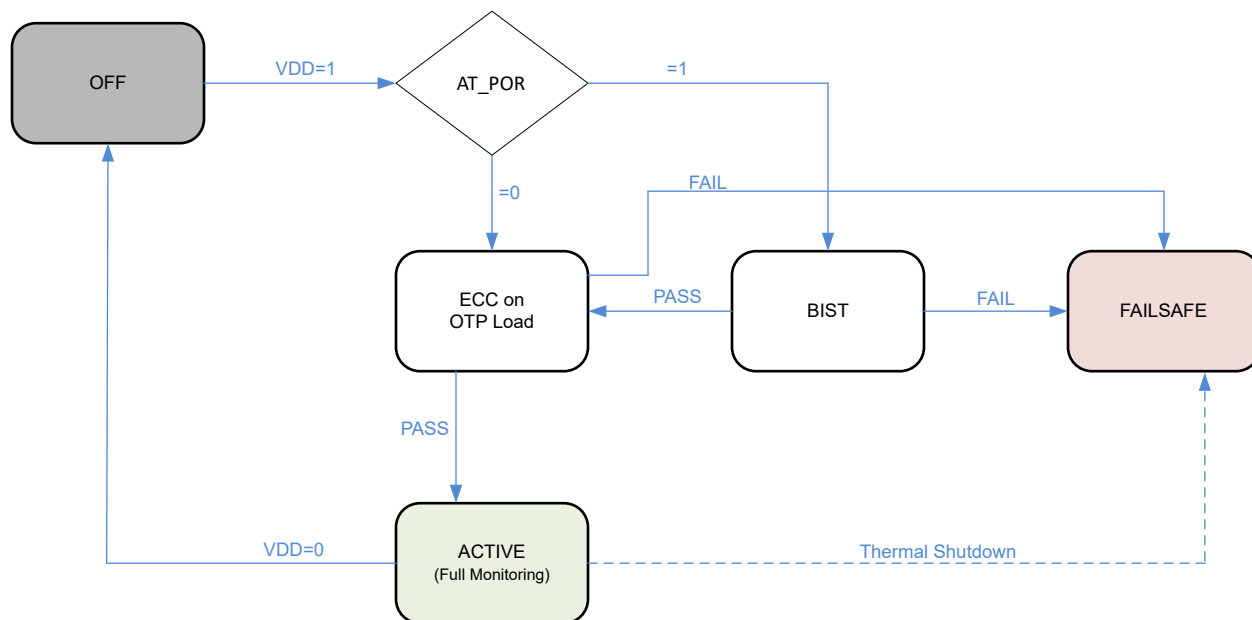 OFF
VDD=1
AT_POR
=1
=0
FAIL
ECC on
OTP Load
PASS
BIST
FAIL
FAILSAFE
PASS
VDD=0
ACTIVE
(Full Monitoring)
Thermal Shutdown